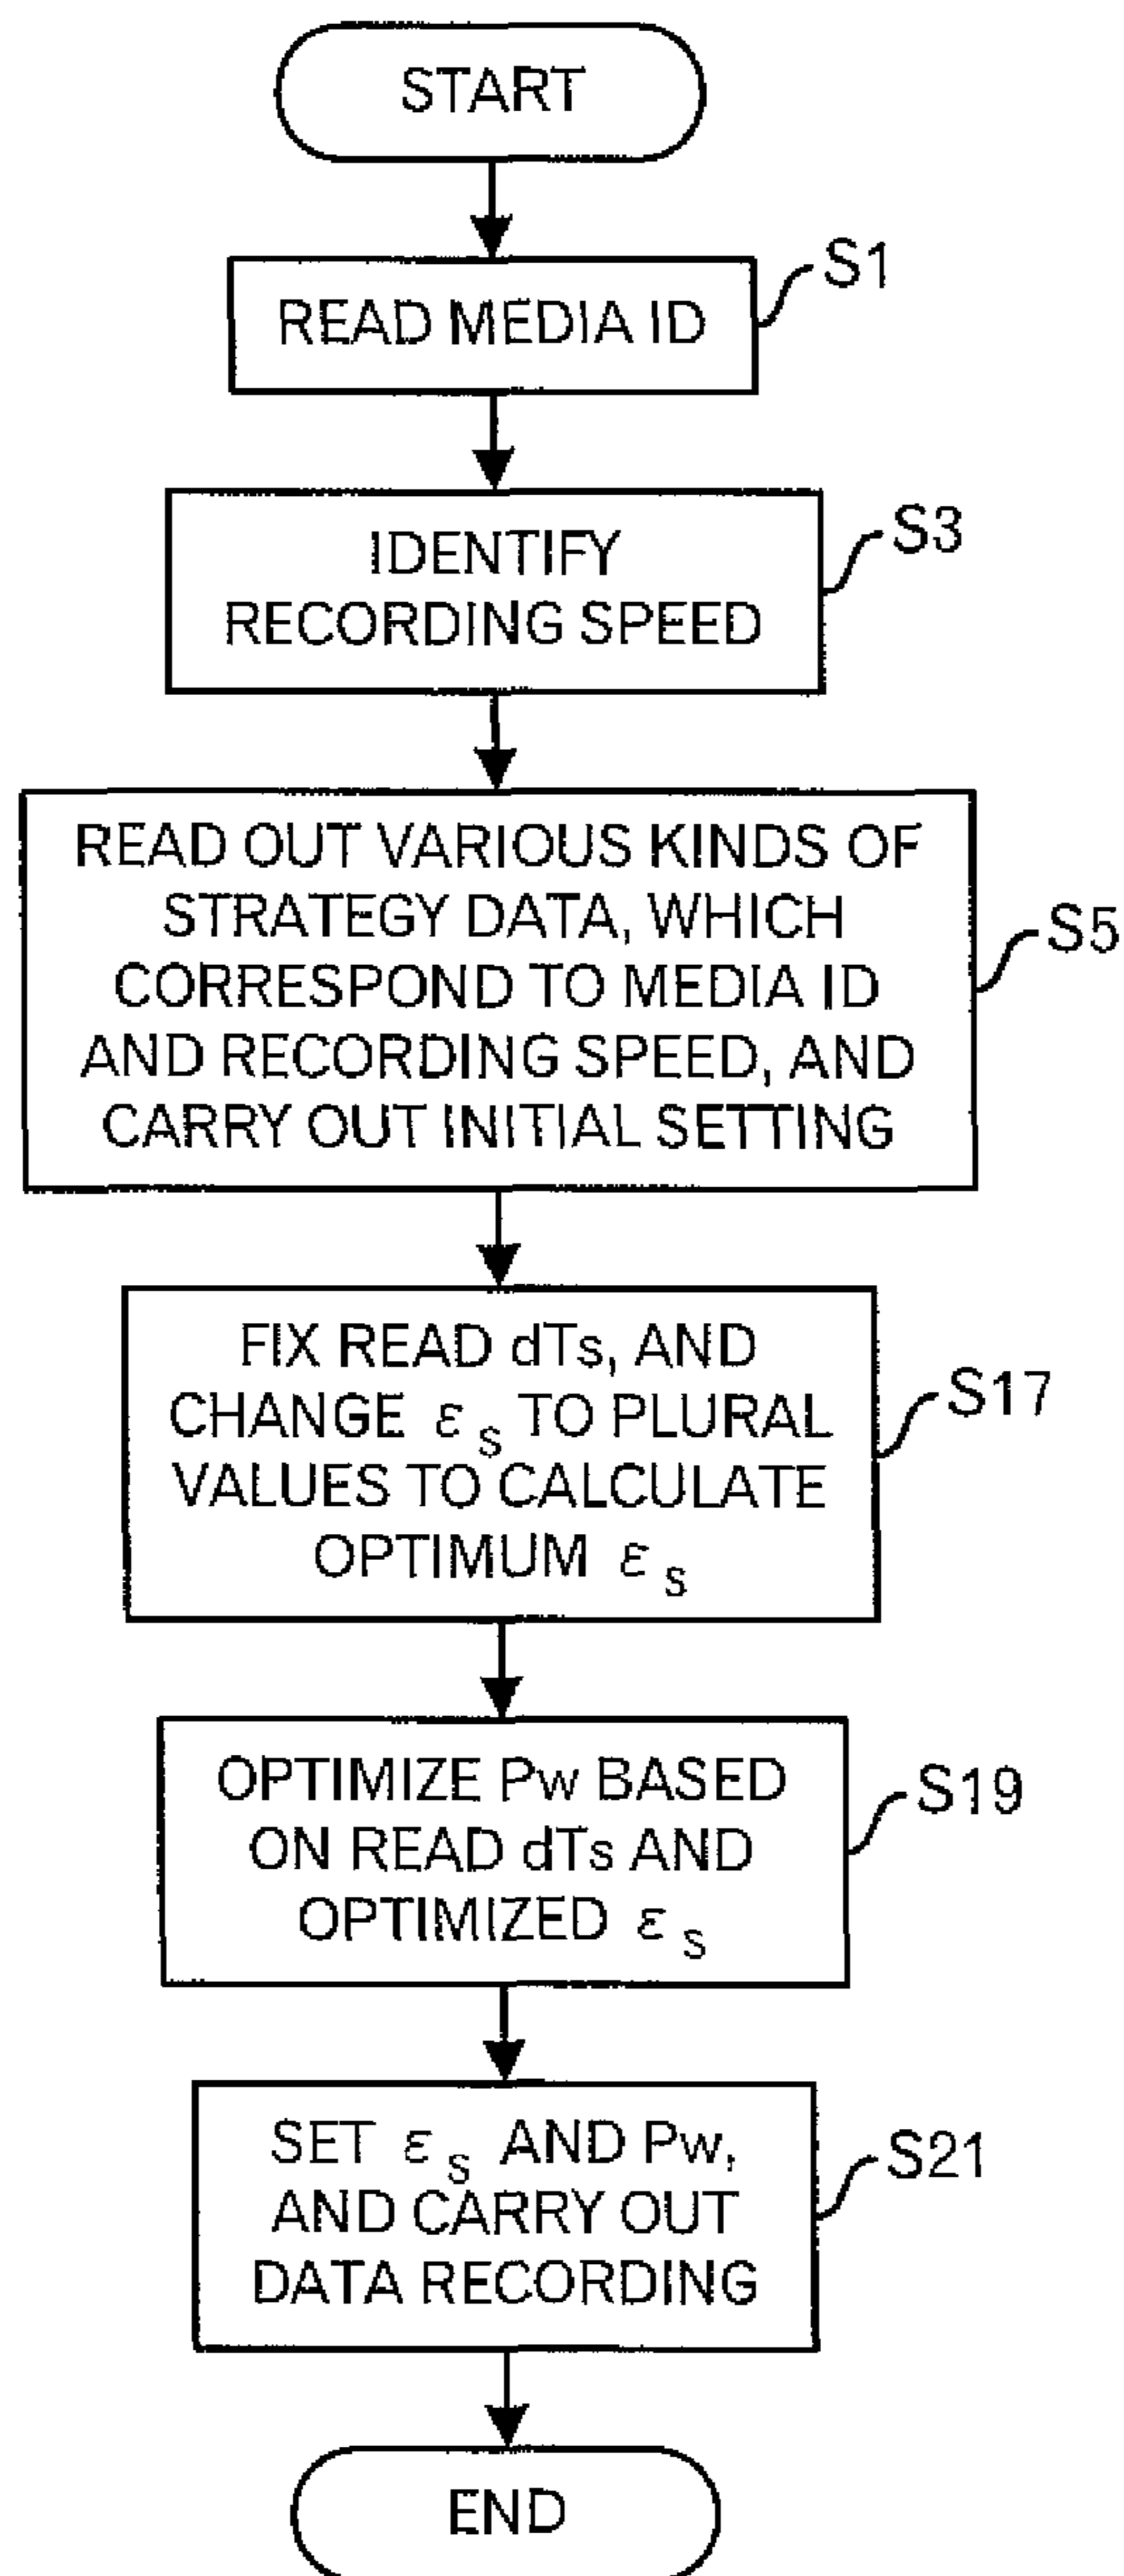 START
READ MEDIA ID
S1
IDENTIFY
RECORDING SPEED
S3
READ OUT VARIOUS KINDS OF
STRATEGY DATA, WHICH
CORRESPOND TO MEDIA ID
AND RECORDING SPEED, AND
CARRY OUT INITIAL SETTING
S5
FIX READ dTs, AND
CHANGE εs TO PLURAL
VALUES TO CALCULATE
OPTIMUM εs
S17
OPTIMIZE Pw BASED
ON READ dTs AND
OPTIMIZED εs
S19
SET εs AND Pw,
AND CARRY OUT
DATA RECORDING
S21
END